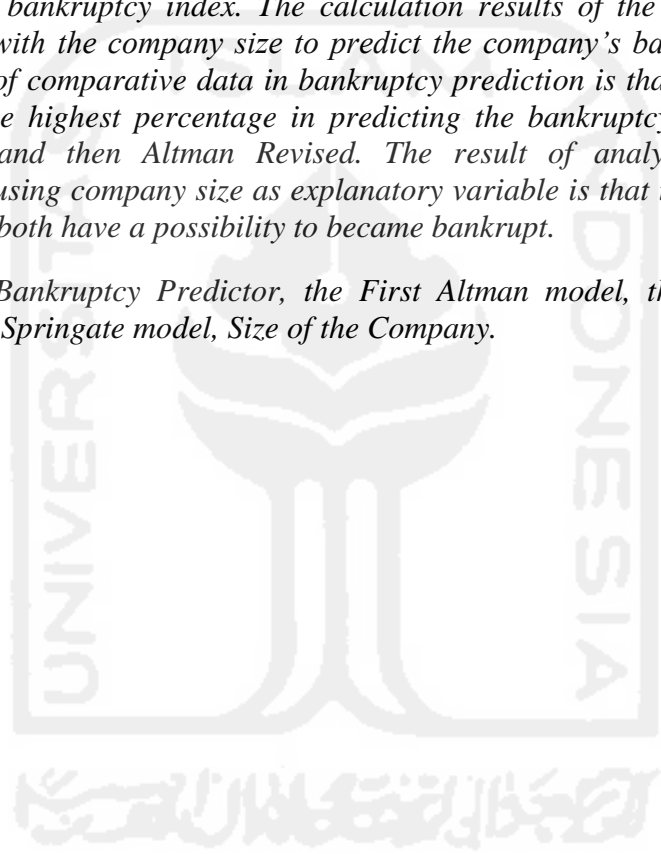 bankruptcy index. The calculation results of the
with the company size to predict the company's ba
of comparative data in bankruptcy prediction is tha
e highest percentage in predicting the bankruptcy
and then Altman Revised. The result of analy
using company size as explanatory variable is that
both have a possibility to became bankrupt.
Bankruptcy Predictor, the First Altman model, th
Springate model, Size of the Company.
ISLAM
UNIVERSITAS
INDONESIA